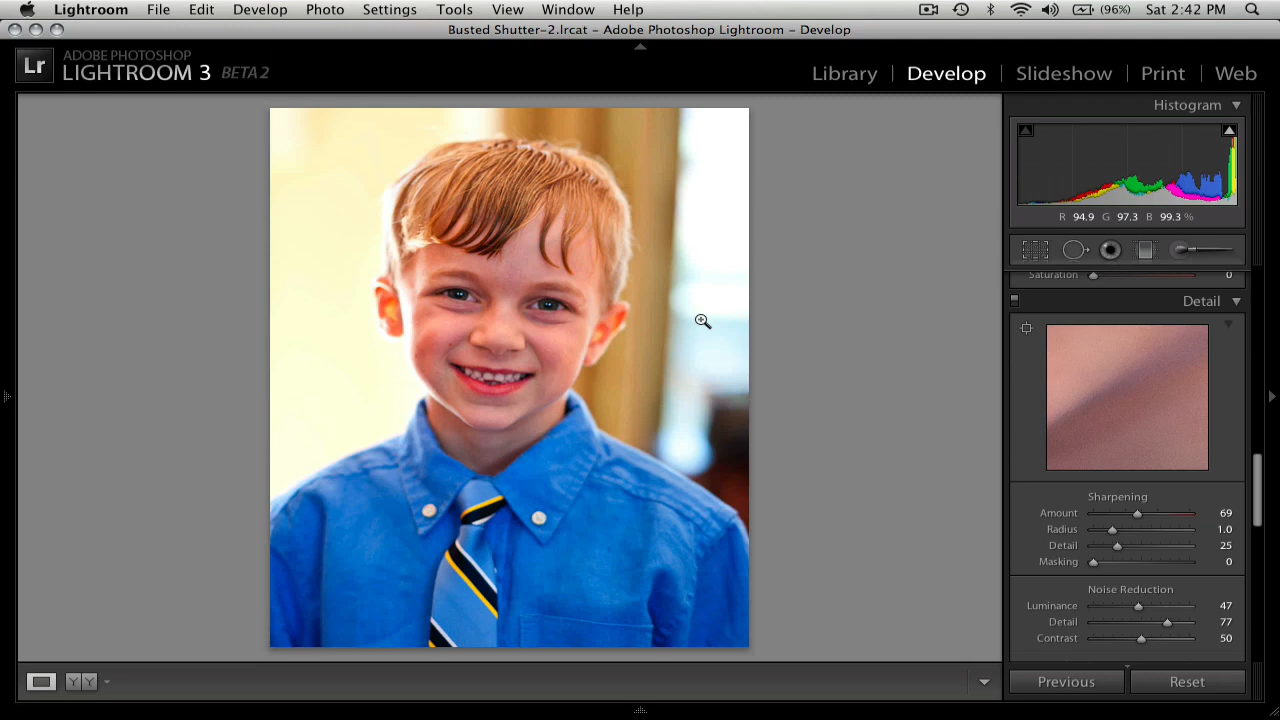 Lightroom File Edit Develop Photo Settings Tools View Window Help (96%) Sat 2:42 PM
Busted Shutter-2.lrcat – Adobe Photoshop Lightroom – Develop
Lr
ADOBE PHOTOSHOP
LIGHTROOM 3 BETA 2
Library | Develop | Slideshow | Print | Web
Histogram
R 94.9 G 97.3 B 99.3 %
Saturation 0
Detail
Sharpening
Amount 69
Radius 1.0
Detail 25
Masking 0
Noise Reduction
Luminance 47
Detail 77
Contrast 50
YY
Previous Reset